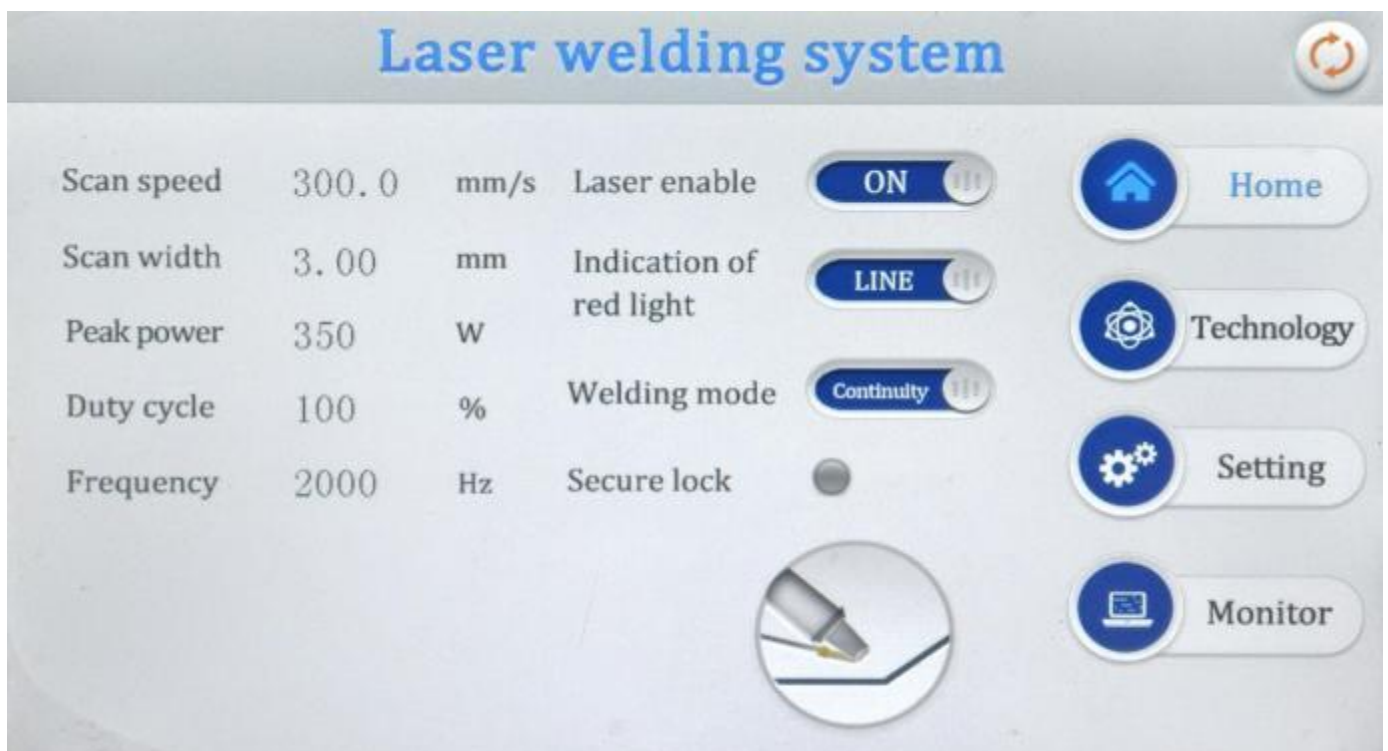 Laser welding system
Scan speed 300.0 mm/s
Scan width 3.00 mm
Peak power 350 W
Duty cycle 100 %
Frequency 2000 Hz
Laser enable ON
Indication of
red light LINE
Welding mode Continuity
Secure lock
Home
Technology
Setting
Monitor